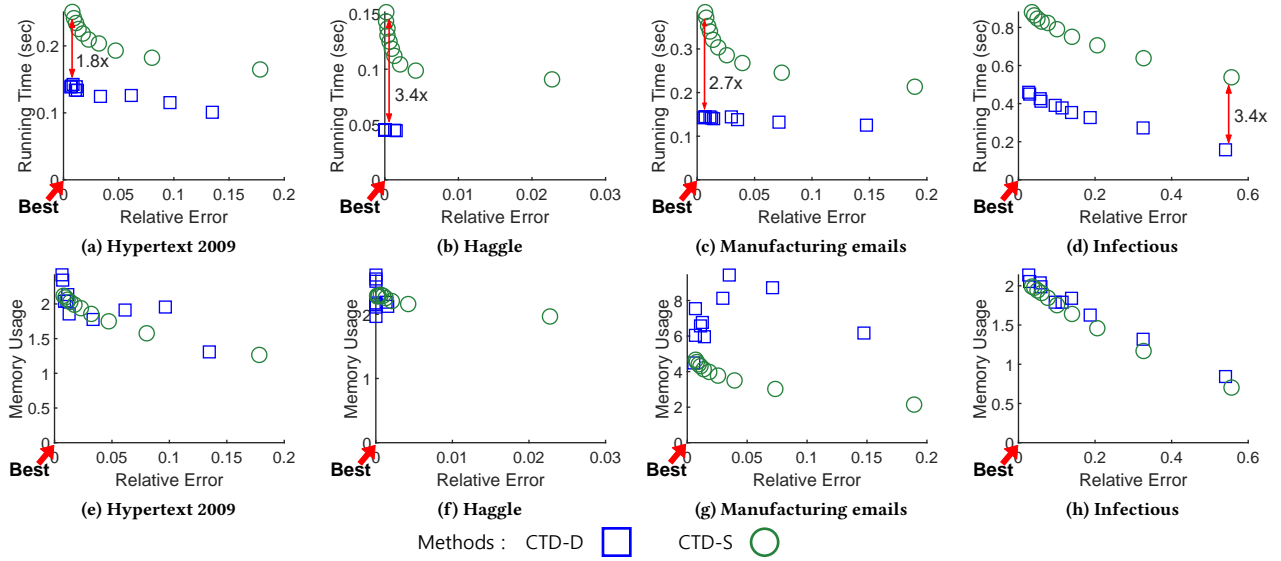 Running Time (sec)
0.2
0.1
0
1.8x
0 0.05 0.1 0.15 0.2
Best
Relative Error
(a) Hypertext 2009
Running Time (sec)
0.15
0.1
0.05
0
3.4x
0 0.01 0.02 0.03
Best
Relative Error
(b) Haggle
Running Time (sec)
0.3
0.2
0.1
0
2.7x
0 0.05 0.1 0.15 0.2
Best
Relative Error
(c) Manufacturing emails
Running Time (sec)
0.8
0.6
0.4
0.2
0
3.4x
0 0.2 0.4 0.6
Best
Relative Error
(d) Infectious
Memory Usage
2
1.5
1
0.5
0
0 0.05 0.1 0.15 0.2
Best
Relative Error
(e) Hypertext 2009
Memory Usage
2
1
0
0 0.01 0.02 0.03
Best
Relative Error
(f) Haggle
Memory Usage
8
6
4
2
0
0 0.05 0.1 0.15 0.2
Best
Relative Error
(g) Manufacturing emails
Memory Usage
2
1.5
1
0.5
0
0 0.2 0.4 0.6
Best
Relative Error
(h) Infectious
Methods : CTD-D CTD-S